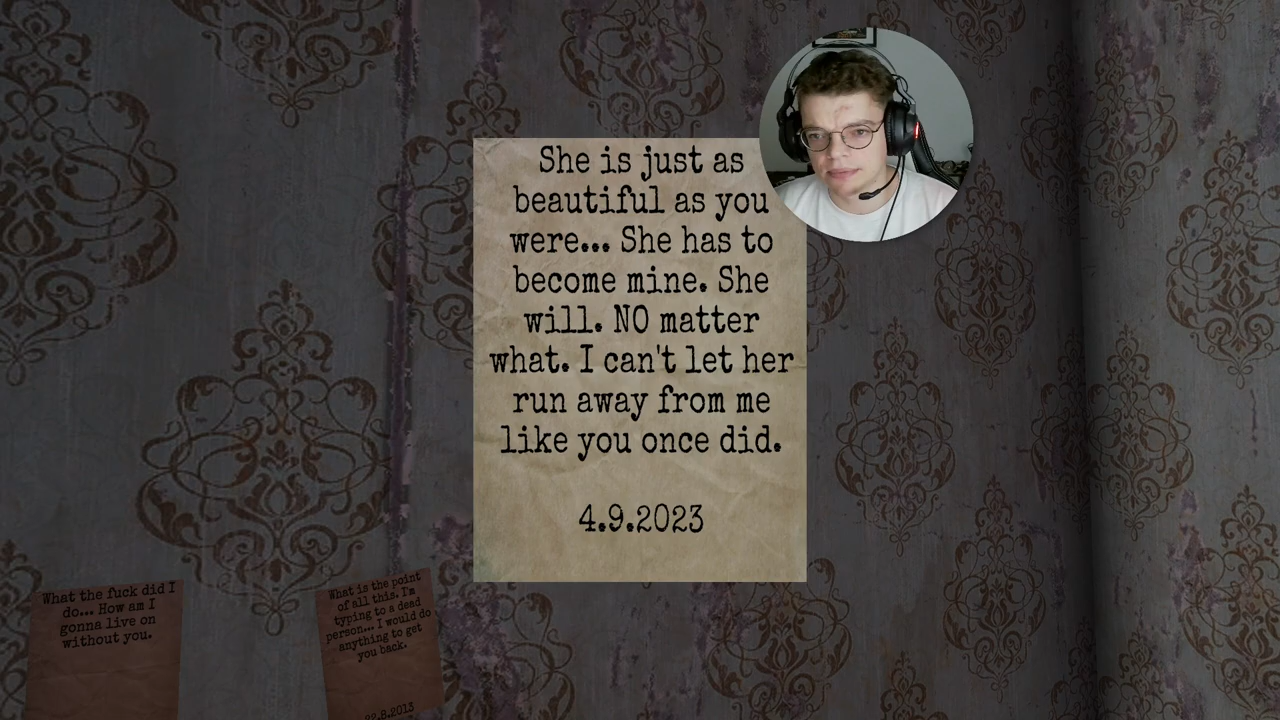 She is just as
beautiful as you
were... She has to
become mine. She
will. NO matter
what. I can't let her
run away from me
like you once did.
4.9.2023
What the fuck did I
do... How am I
gonna live on
without you.
What is the point
of all this. I'm
typing to a dead
person... I would do
anything to get
you back.
22.8.2013